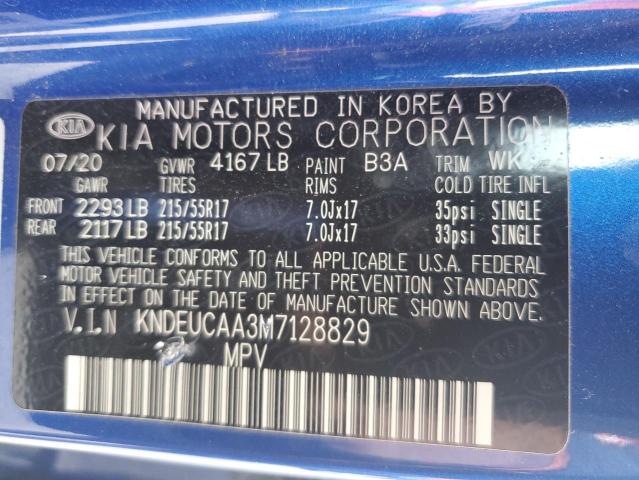 MANUFACTURED IN KOREA BY
KIA KIA MOTORS CORPORATION
07/20 GVWR 4167 LB PAINT B3A TRIM WK
GAWR TIRES RIMS COLD TIRE INFL
FRONT 2293 LB 215/55R17 7.0Jx17 35psi SINGLE
REAR 2117 LB 215/55R17 7.0Jx17 33psi SINGLE
THIS VEHICLE CONFORMS TO ALL APPLICABLE U.S.A. FEDERAL
MOTOR VEHICLE SAFETY AND THEFT PREVENTION STANDARDS
IN EFFECT ON THE DATE OF MANUFACTURE SHOWN ABOVE.
V.I.N KNDEUCAA3M7128829
MPV